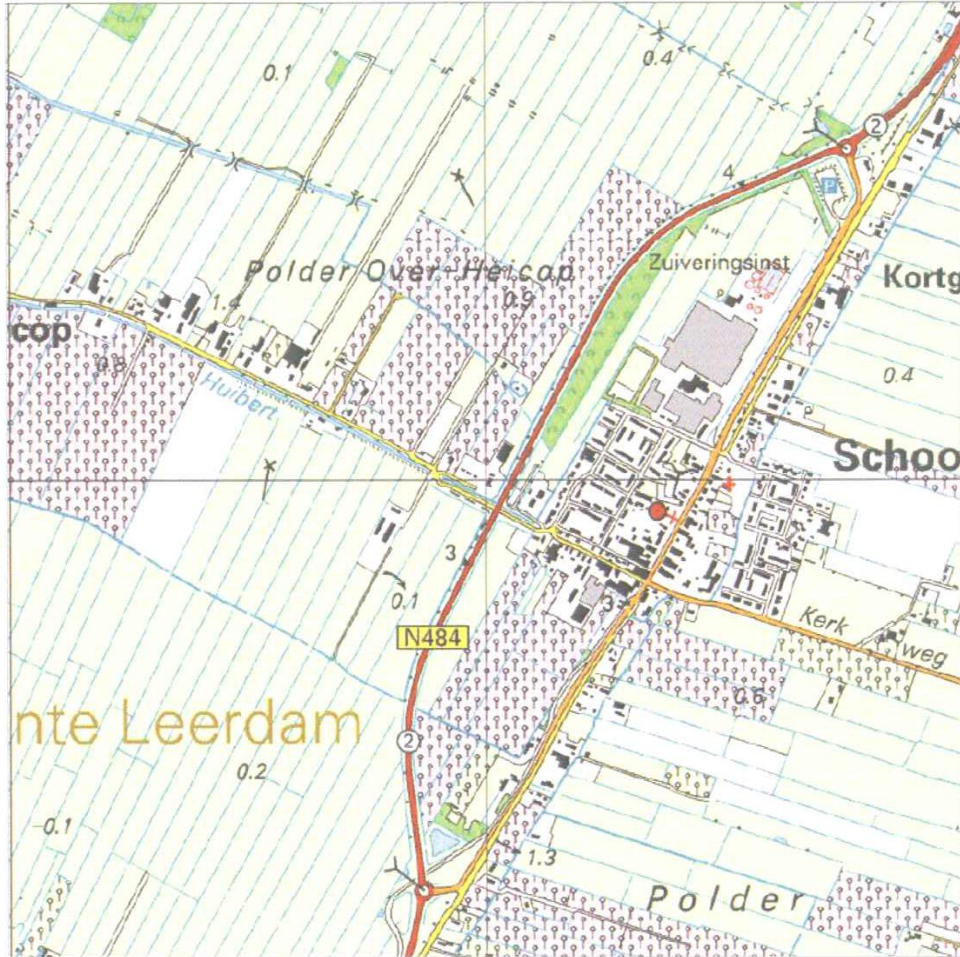 0.1
0.4
2
4
P
Polder Over-Heicop
Zuiveringsinst
Kortg
1.4
0.9
cop
0.8
0.4
Huibert
Schoo
3
0.1
3
Kerk
weg
N484
0.6
nte Leerdam
2
0.2
-0.1
1.3
Polder